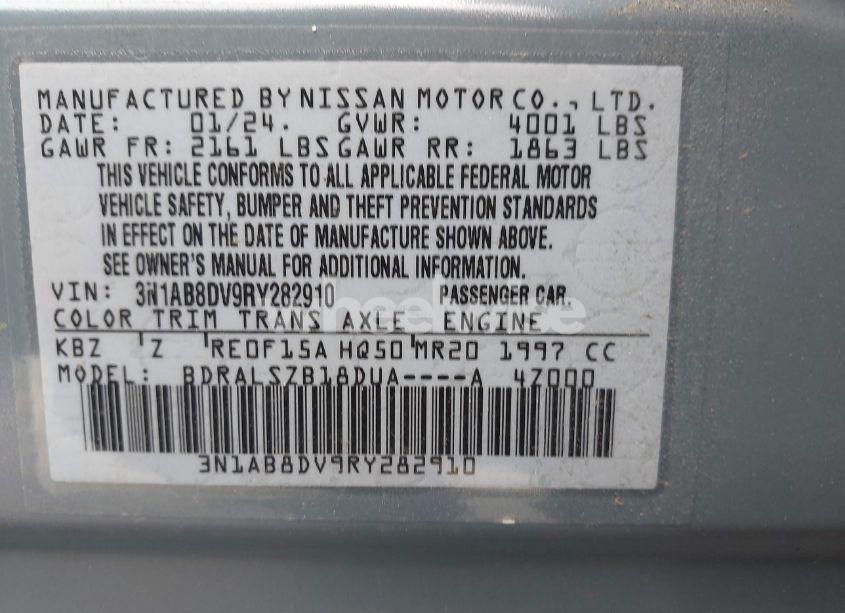 MANUFACTURED BY NISSAN MOTOR CO., LTD.
DATE: 01/24. GVWR: 4001 LBS
GAWR FR: 2161 LBS GAWR RR: 1863 LBS
THIS VEHICLE CONFORMS TO ALL APPLICABLE FEDERAL MOTOR
VEHICLE SAFETY, BUMPER AND THEFT PREVENTION STANDARDS
IN EFFECT ON THE DATE OF MANUFACTURE SHOWN ABOVE.
SEE OWNER'S MANUAL FOR ADDITIONAL INFORMATION.
VIN: 3N1AB8DV9RY282910 PASSENGER CAR.
COLOR TRIM TRANS AXLE ENGINE
KBZ Z RE0F15A HQ50 MR20 1997 CC
MODEL: BDRALSZB18DUA----A 4Z000
3N1AB8DV9RY282910